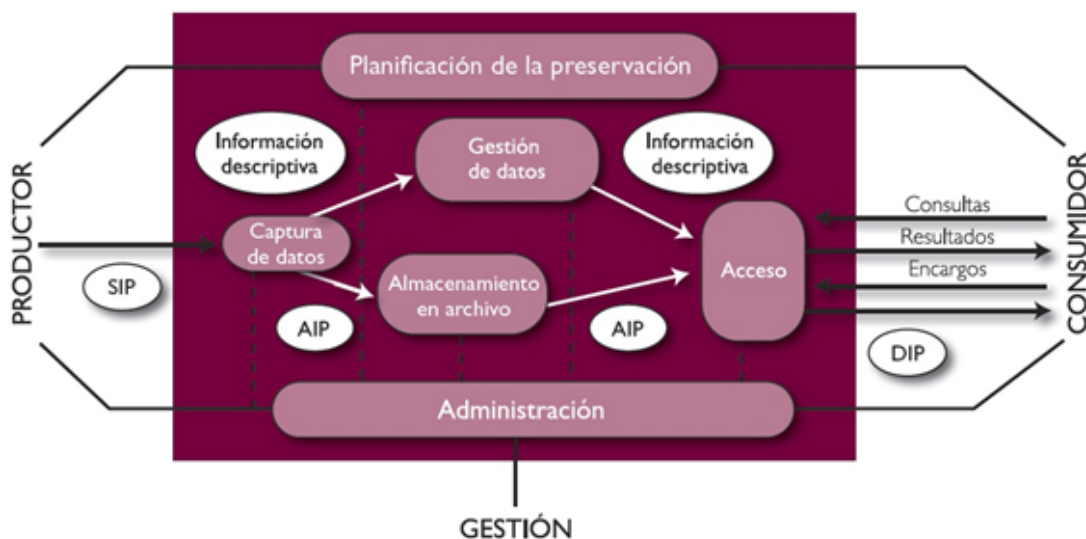 Planificación de la preservación
Información
descriptiva
Gestión
de datos
Información
descriptiva
PRODUCTOR
SIP
Captura
de datos
Almacenamiento
en archivo
AIP
AIP
Acceso
Consultas
Resultados
Encargos
DIP
CONSUMIDOR
Administración
GESTIÓN